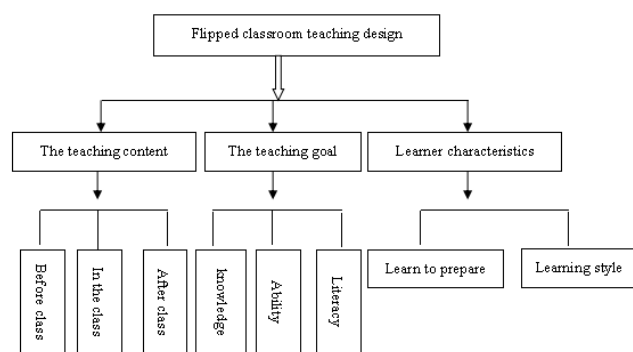 Flipped classroom teaching design
The teaching content
The teaching goal
Learner characteristics
Before class
In the class
After class
knowledge
Ability
Literacy
Learn to prepare
Learning style